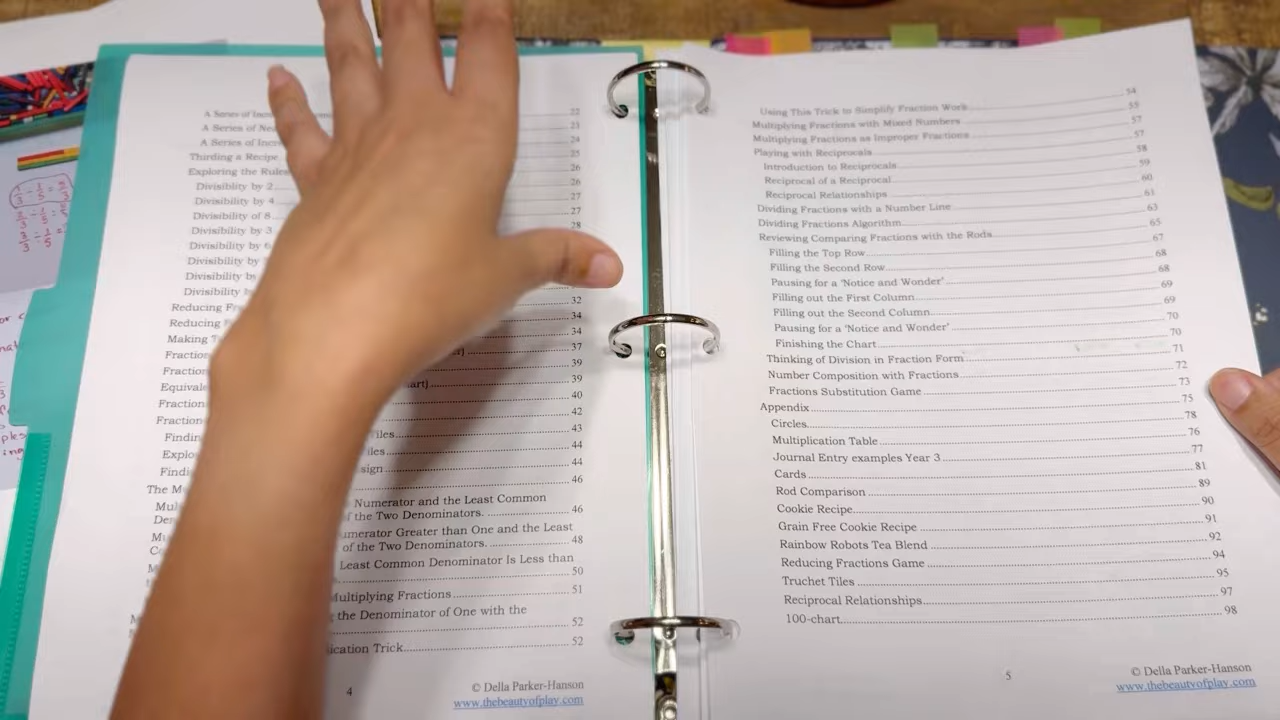 A Series of 22
A Series of 23
A Series of 24
Thirding a Recipe 25
Exploring the Rules 26
Divisiblity by 2 26
Divisibility by 4 27
Divisibility of 8 27
Divisibility by 3 28
Divisibility by 6
Divisibility by
Divisibility by
Divisibility
Reducing 32
Reducing 34
Making 34
Fraction 37
Fraction art) 39
39
Fraction 40
Fraction 42
Findin iles 43
Explo iles 44
Findi sign 44
The M 46
Numerator and the Least Common
of the Two Denominators. 46
umerator Greater than One and the Least
of the Two Denominators. 48
Least Common Denominator Is Less than
50
Multiplying Fractions 51
the Denominator of One with the
52
ication Trick 52
4
© Della Parker-Hanson
www.thebeautyofplay.com
54
Using This Trick to Simplify Fraction Work 55
Multiplying Fractions with Mixed Numbers 57
Multiplying Fractions as Improper Fractions 57
Playing with Reciprocals 58
Introduction to Reciprocals 59
Reciprocal of a Reciprocal 60
Reciprocal Relationships 61
Dividing Fractions with a Number Line 63
Dividing Fractions Algorithm 65
Reviewing Comparing Fractions with the Rods 67
Filling the Top Row 68
Filling the Second Row 68
Pausing for a 'Notice and Wonder' 69
Filling out the First Column 69
Filling out the Second Column 70
Pausing for a 'Notice and Wonder' 70
Finishing the Chart 71
Thinking of Division in Fraction Form 72
Number Composition with Fractions 73
Fractions Substitution Game 75
Appendix 78
Circles 76
Multiplication Table 77
Journal Entry examples Year 3 81
Cards 89
Rod Comparison 90
Cookie Recipe 91
Grain Free Cookie Recipe 92
Rainbow Robots Tea Blend 94
Reducing Fractions Game 95
Truchet Tiles 97
Reciprocal Relationships 98
100-chart
5
© Della Parker-Hanson
www.thebeautyofplay.com